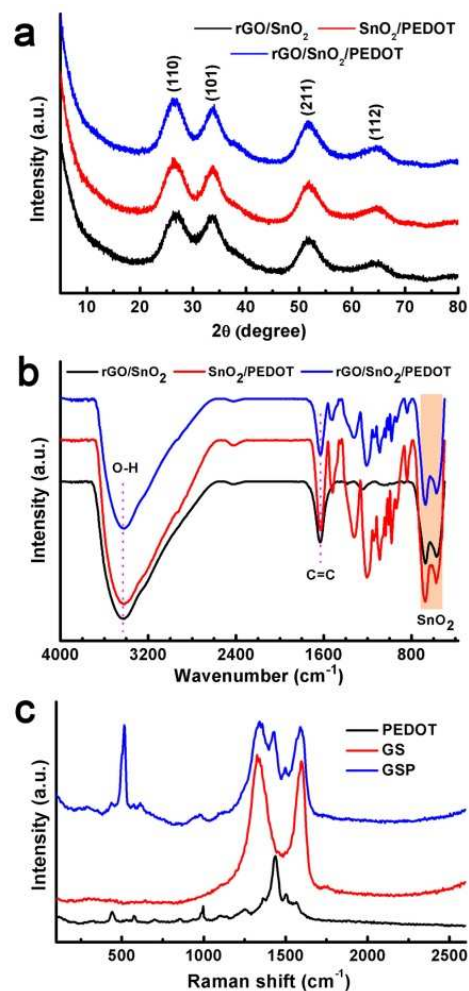 a
rGO/SnO₂ SnO₂/PEDOT
rGO/SnO₂/PEDOT
(110)
(101)
(211)
(112)
Intensity (a.u.)
10 20 30 40 50 60 70 80
2θ (degree)
b
rGO/SnO₂ SnO₂/PEDOT rGO/SnO₂/PEDOT
O-H
C=C
SnO₂
Intensity (a.u.)
4000 3200 2400 1600 800
Wavenumber (cm⁻¹)
c
PEDOT
GS
GSP
Intensity (a.u.)
500 1000 1500 2000 2500
Raman shift (cm⁻¹)